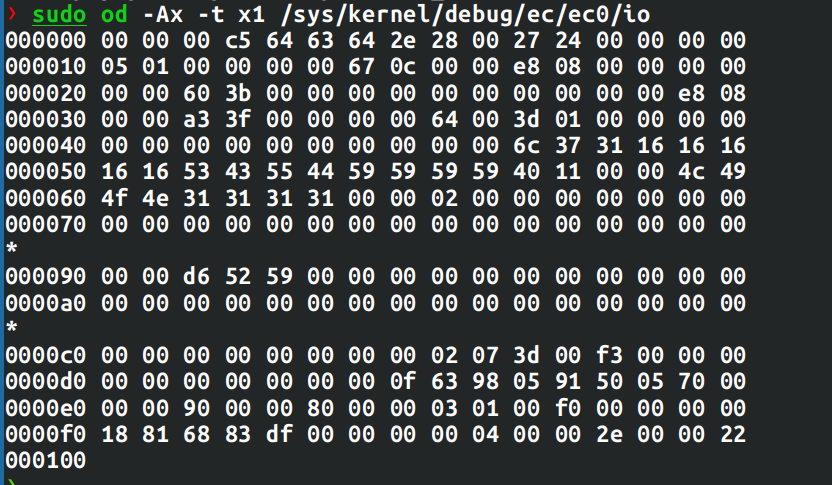 ❯ sudo od -Ax -t x1 /sys/kernel/debug/ec/ec0/io
000000 00 00 00 c5 64 63 64 2e 28 00 27 24 00 00 00 00
000010 05 01 00 00 00 00 67 0c 00 00 e8 08 00 00 00 00
000020 00 00 60 3b 00 00 00 00 00 00 00 00 00 00 e8 08
000030 00 00 a3 3f 00 00 00 00 64 00 3d 01 00 00 00 00
000040 00 00 00 00 00 00 00 00 00 00 6c 37 31 16 16 16
000050 16 16 53 43 55 44 59 59 59 59 40 11 00 00 4c 49
000060 4f 4e 31 31 31 31 00 00 02 00 00 00 00 00 00 00
000070 00 00 00 00 00 00 00 00 00 00 00 00 00 00 00 00
*
000090 00 00 d6 52 59 00 00 00 00 00 00 00 00 00 00 00
0000a0 00 00 00 00 00 00 00 00 00 00 00 00 00 00 00 00
*
0000c0 00 00 00 00 00 00 00 00 02 07 3d 00 f3 00 00 00
0000d0 00 00 00 00 00 00 00 0f 63 98 05 91 50 05 70 00
0000e0 00 00 90 00 00 80 00 00 03 01 00 f0 00 00 00 00
0000f0 18 81 68 83 df 00 00 00 00 04 00 00 2e 00 00 22
000100